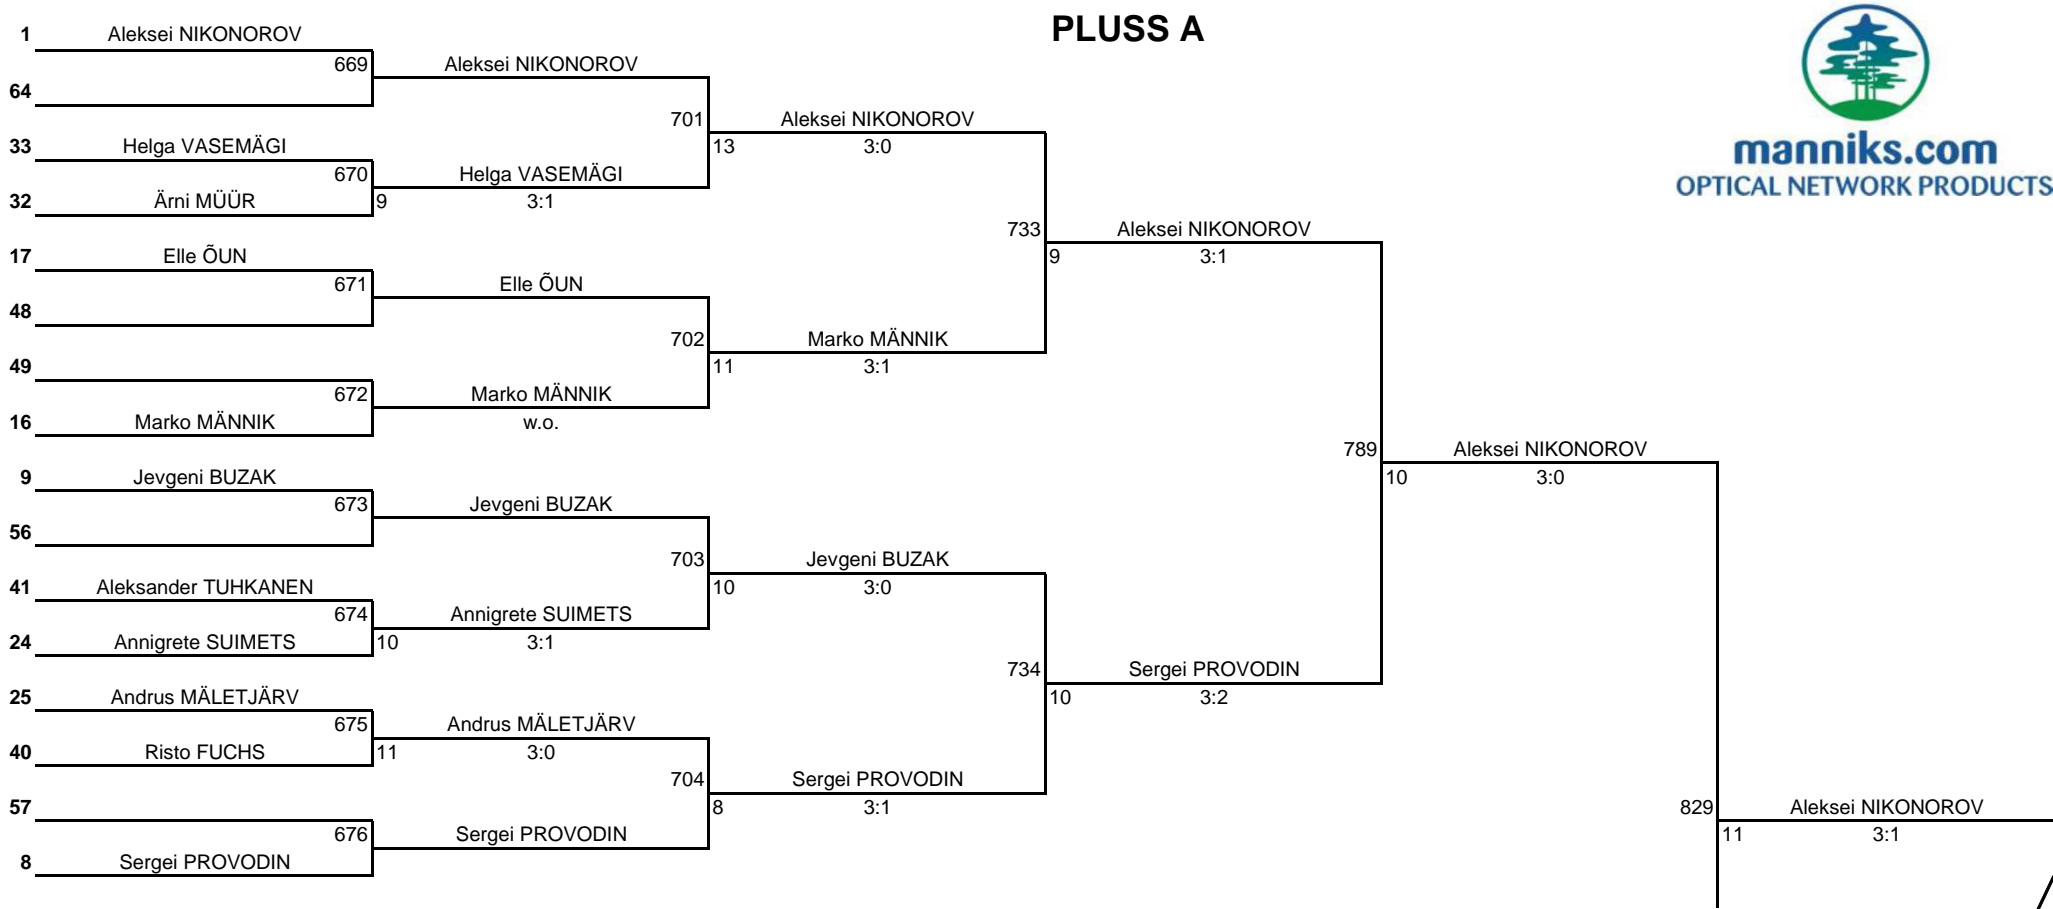 PLUSS A
manniks.com
OPTICAL NETWORK PRODUCTS
1 Aleksei NIKONOROV
669 Aleksei NIKONOROV
64
701 Aleksei NIKONOROV
13 3:0
33 Helga VASEMÄGI
670 Helga VASEMÄGI
32 Ärni MÜÜR 9 3:1
733 Aleksei NIKONOROV
9 3:1
17 Elle ÕUN
671 Elle ÕUN
48
702 Marko MÄNNIK
11 3:1
49
672 Marko MÄNNIK
16 Marko MÄNNIK w.o.
789 Aleksei NIKONOROV
10 3:0
9 Jevgeni BUZAK
673 Jevgeni BUZAK
56
703 Jevgeni BUZAK
10 3:0
41 Aleksander TUHKANEN
674 Annigrete SUIMETS
24 Annigrete SUIMETS 10 3:1
734 Sergei PROVODIN
10 3:2
25 Andrus MÄLETJÄRV
675 Andrus MÄLETJÄRV
40 Risto FUCHS 11 3:0
704 Sergei PROVODIN
8 3:1
57
676 Sergei PROVODIN
8 Sergei PROVODIN
829 Aleksei NIKONOROV
11 3:1